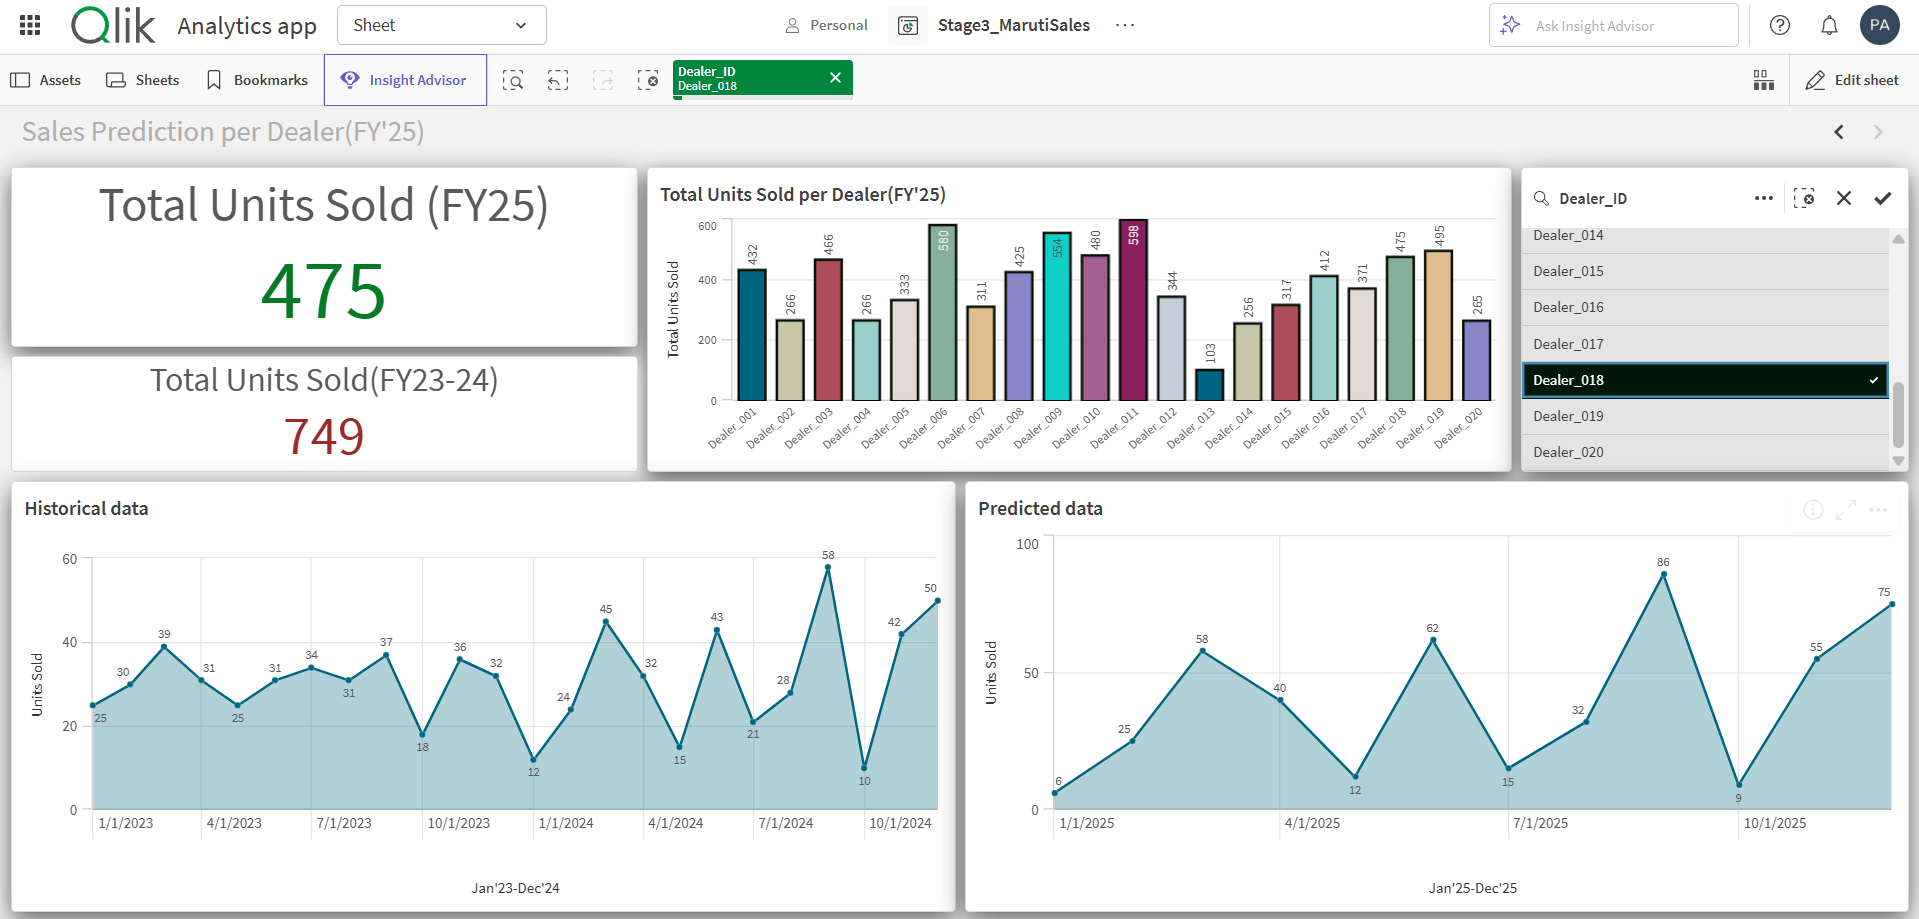 Qlik
Analytics app
Sheet
Personal
Stage3_MarutiSales
Ask Insight Advisor
PA
Assets
Sheets
Bookmarks
Insight Advisor
Dealer_ID
Dealer_018
Edit sheet
Sales Prediction per Dealer(FY'25)
Total Units Sold (FY25)
475
Total Units Sold(FY23-24)
749
Total Units Sold per Dealer(FY'25)
Total Units Sold
600
400
200
0
432
266
466
266
333
580
311
425
554
480
598
344
103
256
317
412
371
475
495
265
Dealer_001
Dealer_002
Dealer_003
Dealer_004
Dealer_005
Dealer_006
Dealer_007
Dealer_008
Dealer_009
Dealer_010
Dealer_011
Dealer_012
Dealer_013
Dealer_014
Dealer_015
Dealer_016
Dealer_017
Dealer_018
Dealer_019
Dealer_020
Dealer_ID
Dealer_014
Dealer_015
Dealer_016
Dealer_017
Dealer_018
Dealer_019
Dealer_020
Historical data
Units Sold
60
40
20
0
25
30
39
31
25
31
34
31
37
18
36
32
12
24
45
32
15
43
21
28
58
10
42
50
1/1/2023
4/1/2023
7/1/2023
10/1/2023
1/1/2024
4/1/2024
7/1/2024
10/1/2024
Jan'23-Dec'24
Predicted data
Units Sold
100
50
0
6
25
58
40
12
62
15
32
86
9
55
75
1/1/2025
4/1/2025
7/1/2025
10/1/2025
Jan'25-Dec'25